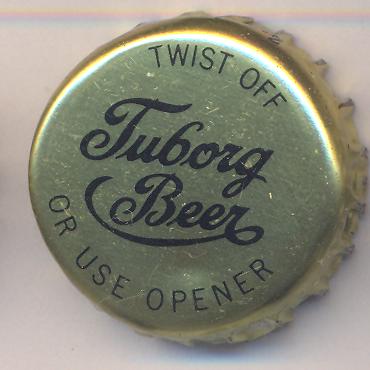 TWIST OFF
Tuborg
Beer
OR USE OPENER